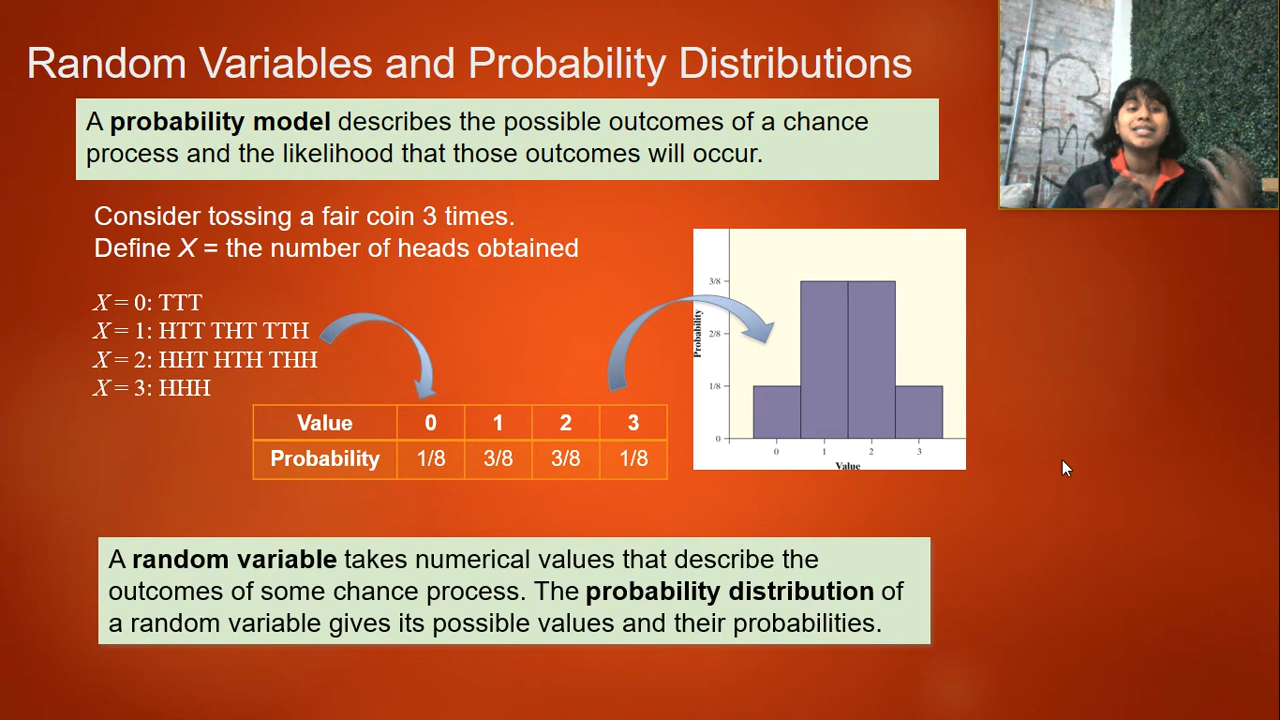 Random Variables and Probability Distributions
A probability model describes the possible outcomes of a chance
process and the likelihood that those outcomes will occur.
Consider tossing a fair coin 3 times.
Define X = the number of heads obtained
X = 0: TTT
X = 1: HTT THT TTH
X = 2: HHT HTH THH
X = 3: HHH
Value 0 1 2 3
Probability 1/8 3/8 3/8 1/8
Probability
3/8
2/8
1/8
0
0 1 2 3
Value
A random variable takes numerical values that describe the
outcomes of some chance process. The probability distribution of
a random variable gives its possible values and their probabilities.